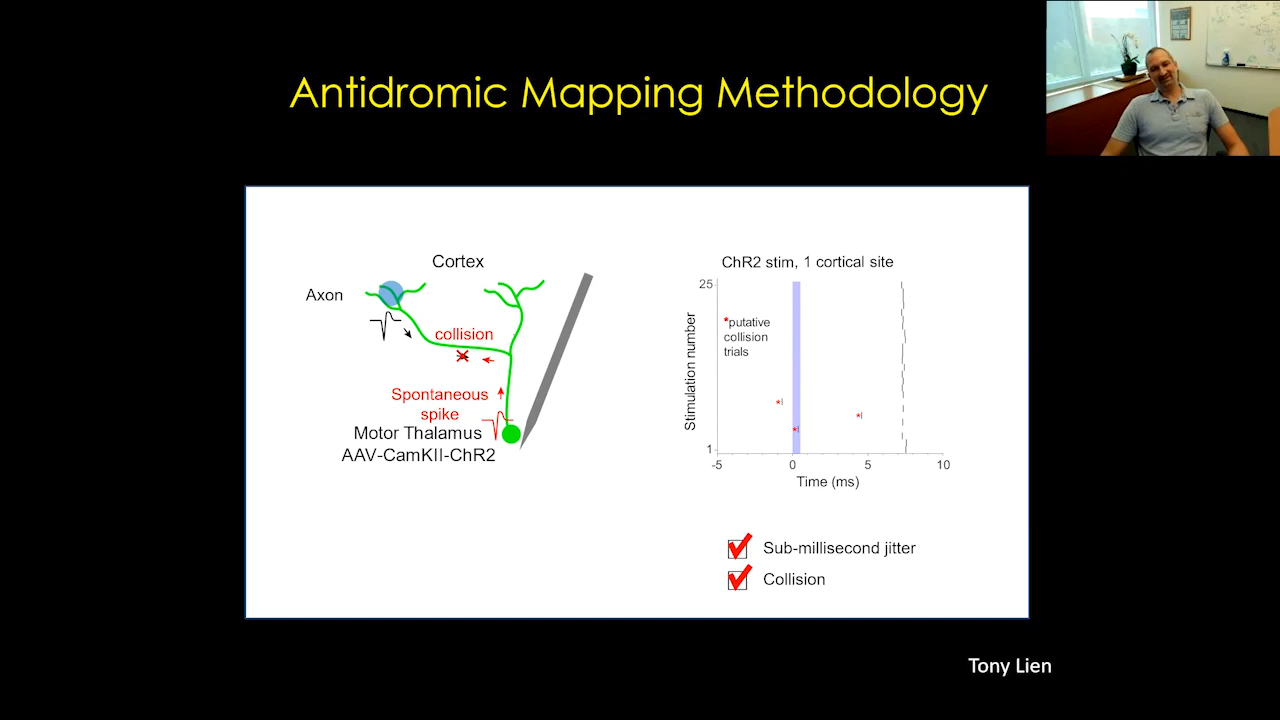 Antidromic Mapping Methodology
Cortex
Axon
collision
Spontaneous
spike
Motor Thalamus
AAV-CamKII-ChR2
ChR2 stim, 1 cortical site
25
*putative
collision
trials
Stimulation number
*
*
*
1
-5
0
5
10
Time (ms)
Sub-millisecond jitter
Collision
Tony Lien